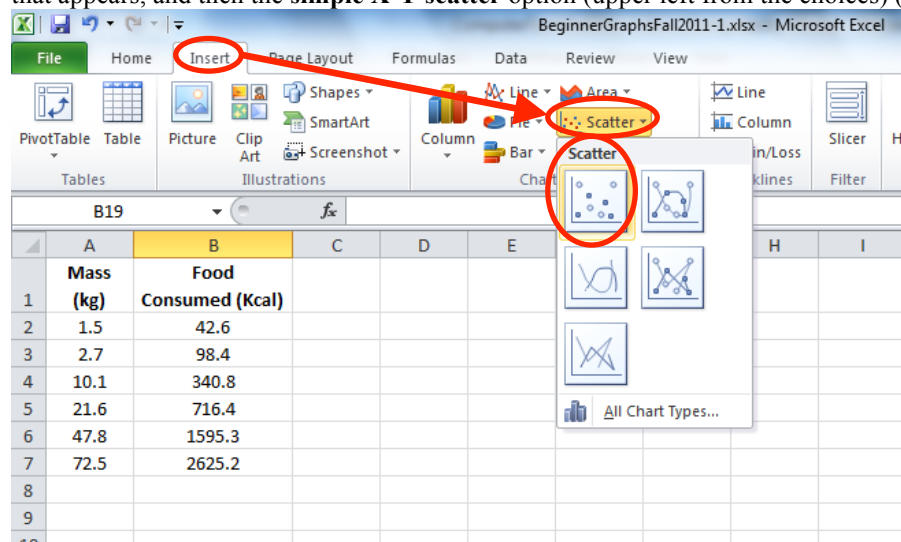 that appears, and then the simple X-Y scatter option (upper left from the choices) (
BeginnerGraphsFall2011-1.xlsx - Microsoft Excel
File Home Insert Page Layout Formulas Data Review View
Shapes Line Area Line
SmartArt Pie Scatter Column
PivotTable Table Picture Clip Art Screenshot Column Bar Scatter in/Loss Slicer H
Tables Illustrations Chart klines Filter
B19 fx
A B C D E H I
1 Mass (kg) Food Consumed (Kcal)
2 1.5 42.6
3 2.7 98.4
4 10.1 340.8
5 21.6 716.4
6 47.8 1595.3
7 72.5 2625.2
All Chart Types...
8
9